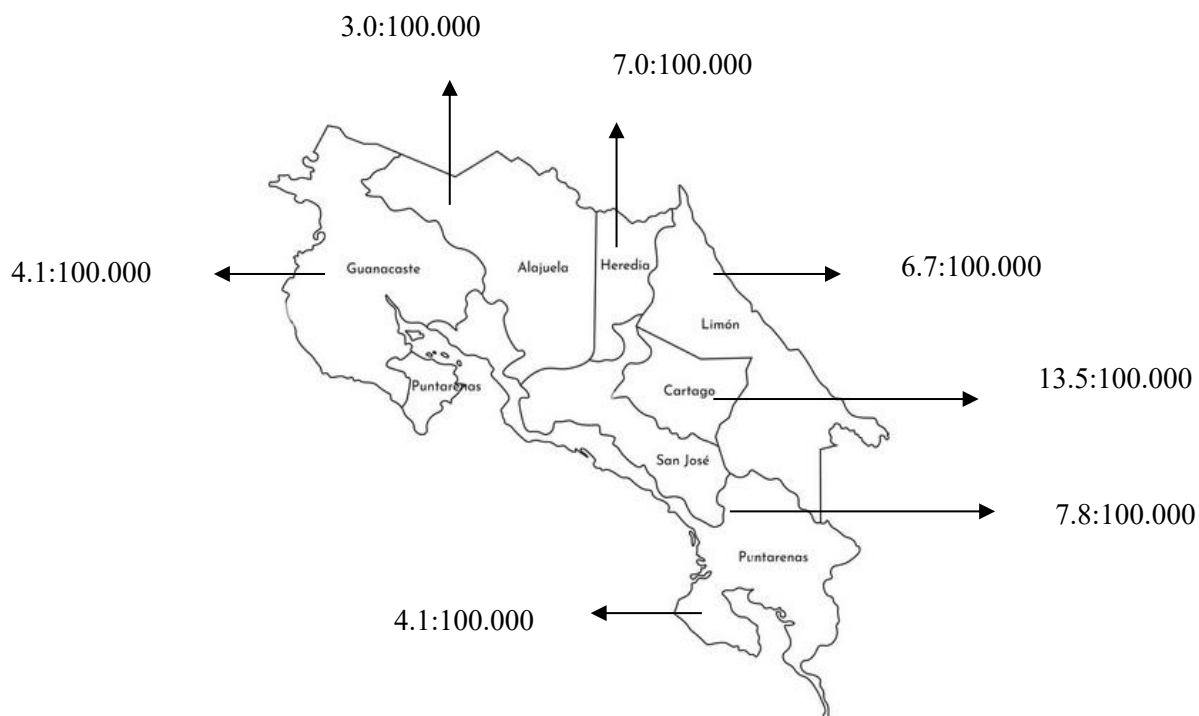 3.0:100.000
7.0:100.000
4.1:100.000
Guanacaste
Alajuela
Heredia
6.7:100.000
Limón
Puntarenas
Cartago
13.5:100.000
San José
7.8:100.000
Puntarenas
4.1:100.000